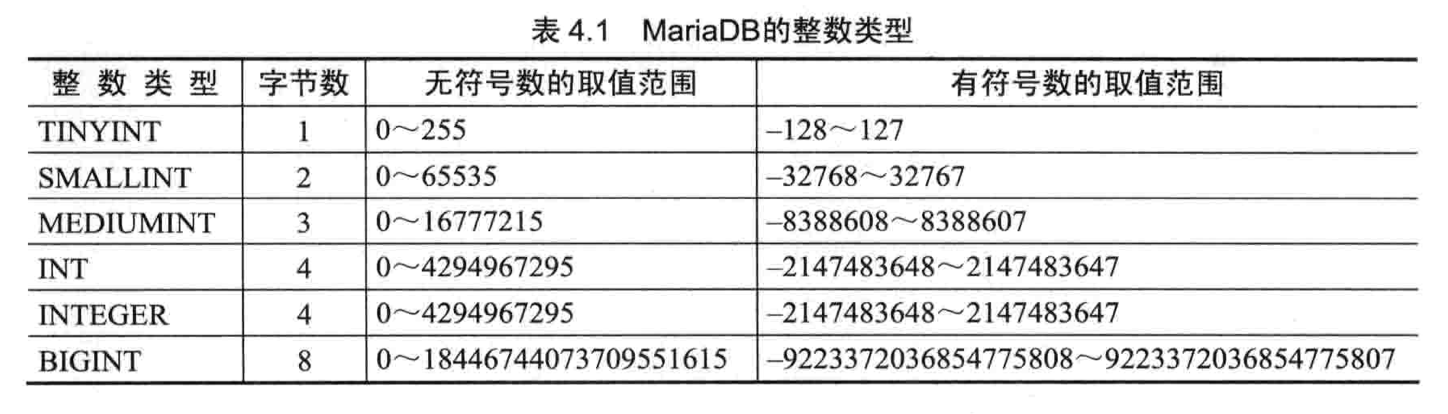 表 4.1 MariaDB的整数类型
整 数 类 型 字节数 无符号数的取值范围 有符号数的取值范围
TINYINT 1 0～255 –128～127
SMALLINT 2 0～65535 –32768～32767
MEDIUMINT 3 0～16777215 –8388608～8388607
INT 4 0～4294967295 –2147483648～2147483647
INTEGER 4 0～4294967295 –2147483648～2147483647
BIGINT 8 0～18446744073709551615 –9223372036854775808～9223372036854775807